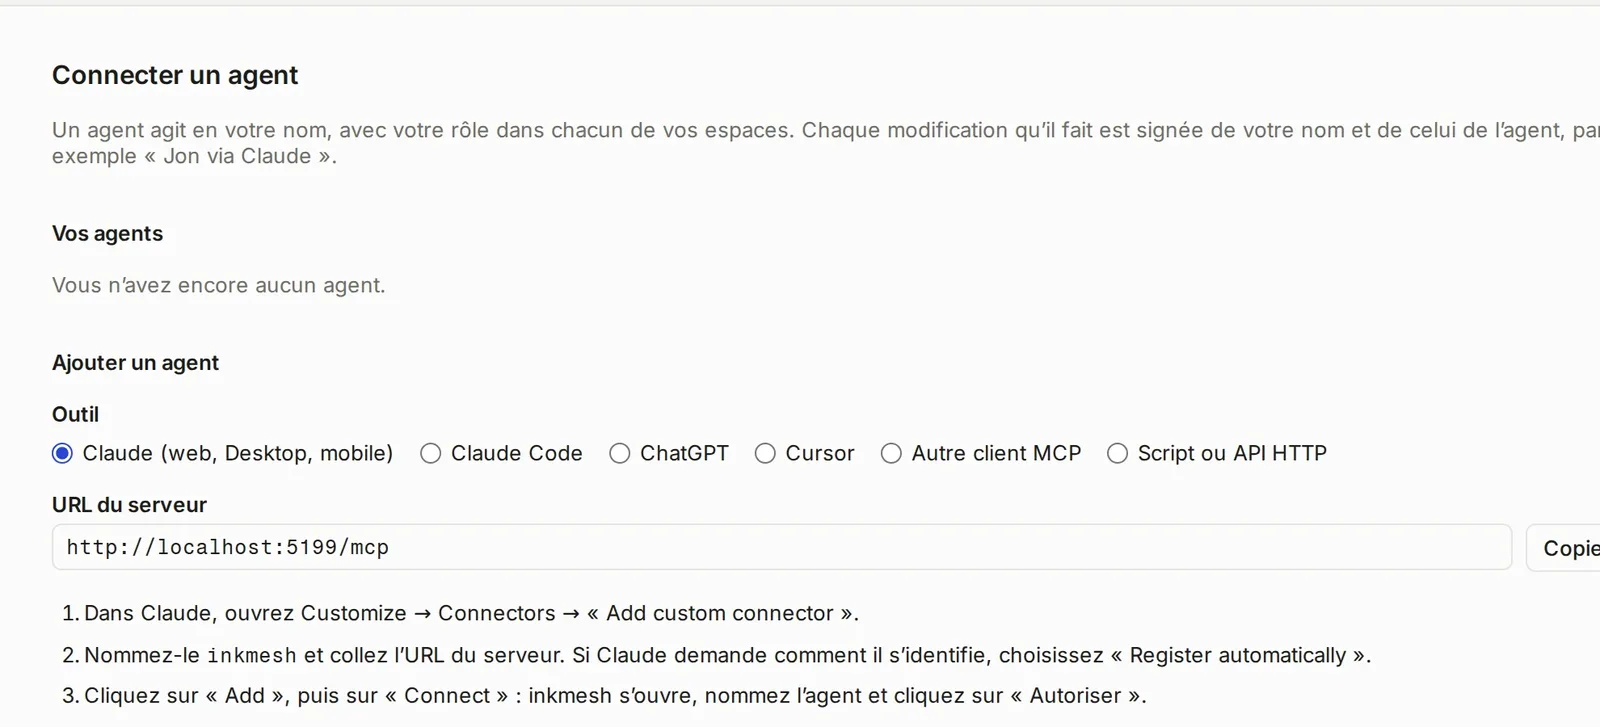 Connecter un agent
Un agent agit en votre nom, avec votre rôle dans chacun de vos espaces. Chaque modification qu’il fait est signée de votre nom et de celui de l’agent, par
exemple « Jon via Claude ».
Vos agents
Vous n’avez encore aucun agent.
Ajouter un agent
Outil
Claude (web, Desktop, mobile) Claude Code ChatGPT Cursor Autre client MCP Script ou API HTTP
URL du serveur
http://localhost:5199/mcp Copie
1. Dans Claude, ouvrez Customize → Connectors → « Add custom connector ».
2. Nommez-le inkmesh et collez l’URL du serveur. Si Claude demande comment il s’identifie, choisissez « Register automatically ».
3. Cliquez sur « Add », puis sur « Connect » : inkmesh s’ouvre, nommez l’agent et cliquez sur « Autoriser ».